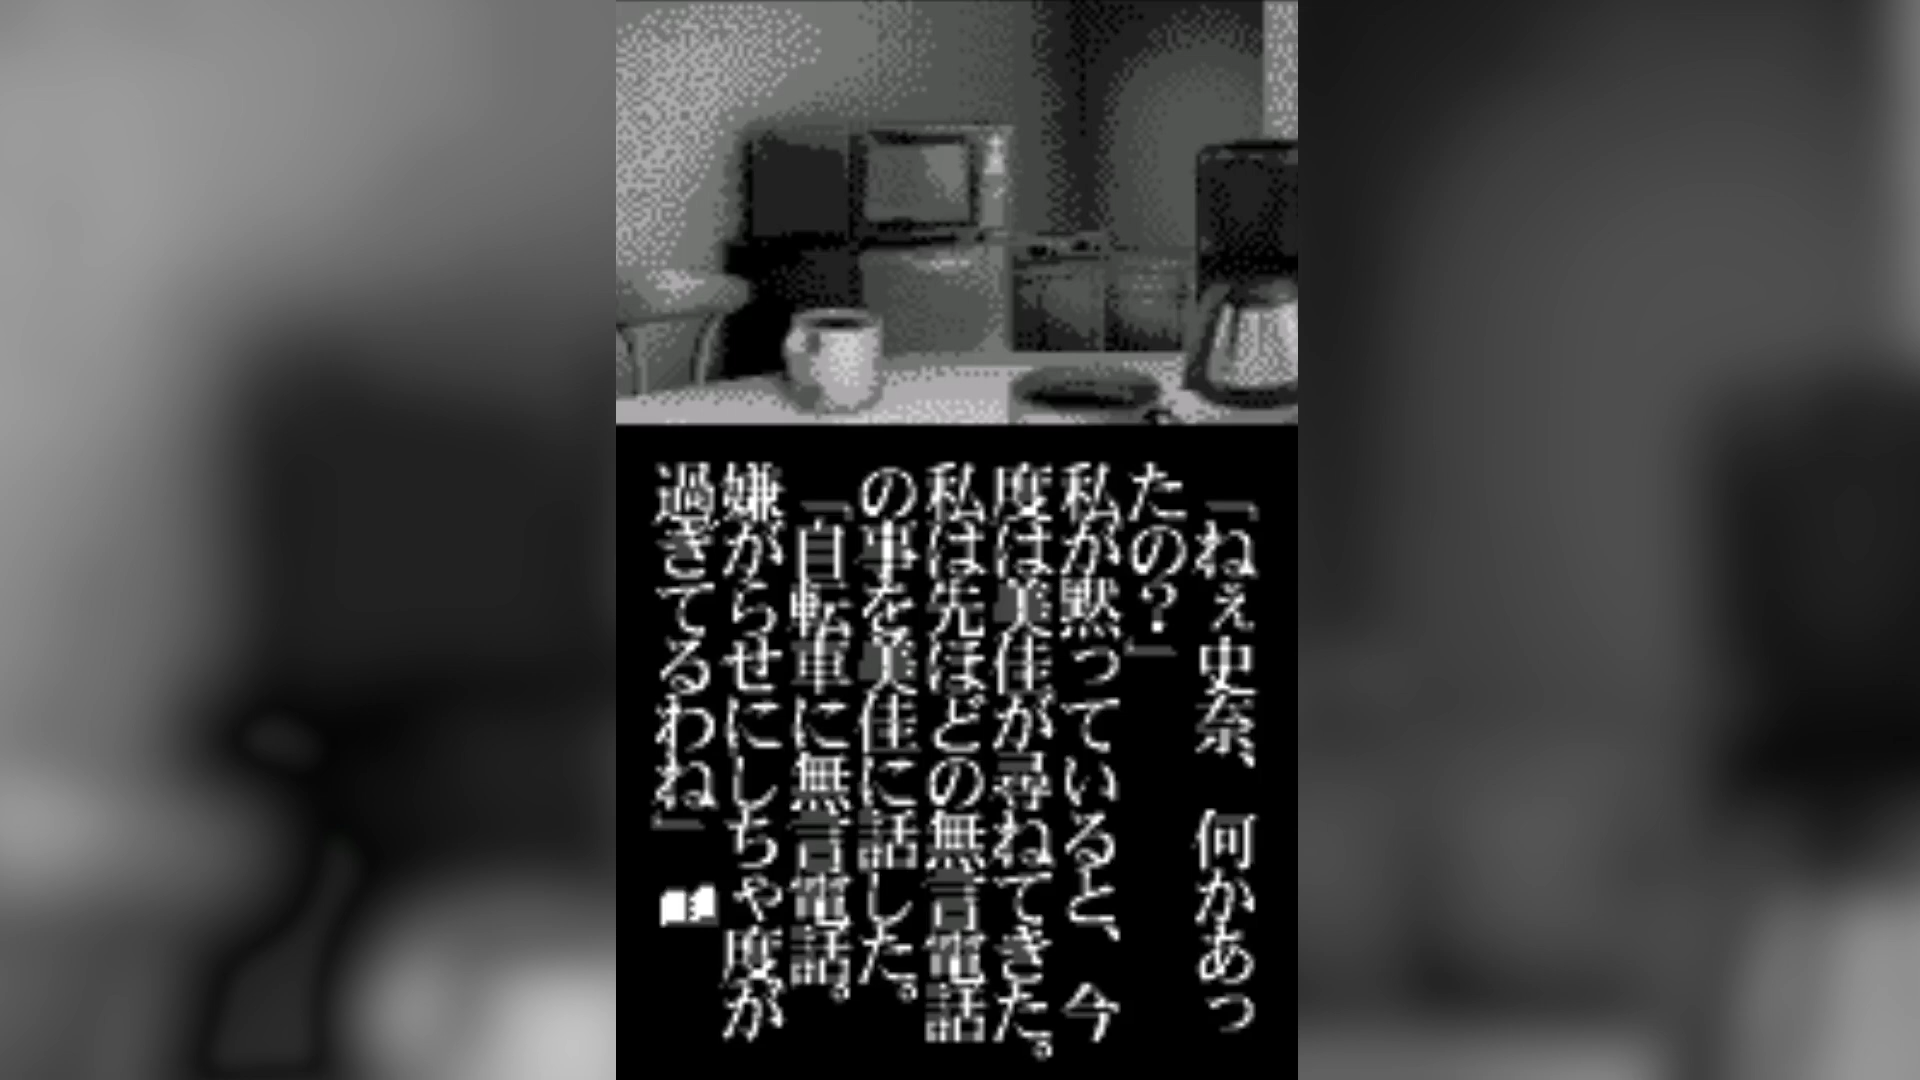 「ねぇ史奈、　何かあっ
たの？」
私が黙っていると、今
度は美佳が尋ねてきた。
私は先ほどの無言電話
の事を美佳に話した。
「自転車に無言電話。
嫌がらせにしちゃ度が
過ぎてるわね」